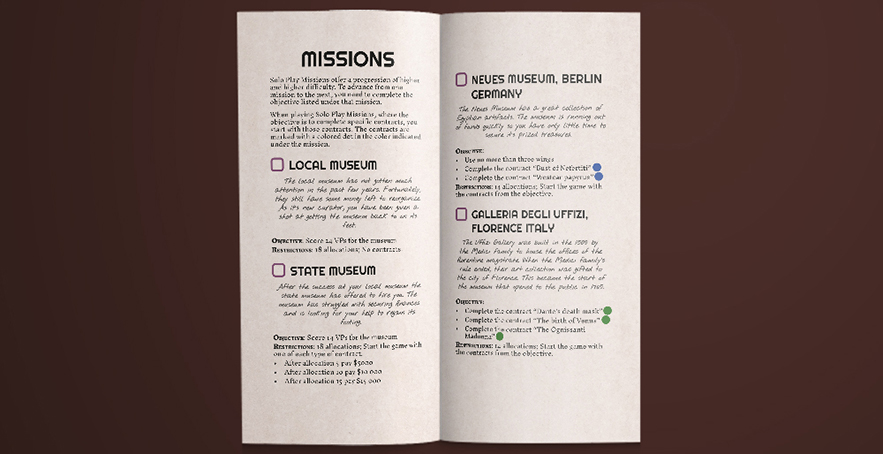 MISSIONS
Solo Play Missions offer a progression of higher
and higher difficulty. To advance from one
mission to the next, you need to complete the
objective listed under that mission.
When playing Solo Play Missions, where the
objective is to complete specific contracts, you
start with those contracts. The contracts are
marked with a colored dot in the color indicated
under the mission.
LOCAL MUSEUM
The local museum has not gotten much
attention in the past few years. Fortunately,
they still have some money left to reorganize.
As its new curator, you have been given a
shot at getting the museum back to on its
feet.
OBJECTIVE: Score 24 VPs for the museum
RESTRICTIONS: 18 allocations; No contracts
STATE MUSEUM
After the success at your local museum the
state museum has offered to hire you. The
museum has struggled with securing finances
and is looking for your help to regain its
footing.
OBJECTIVE: Score 14 VPs for the museum
RESTRICTIONS: 18 allocations; Start the game with
one of each type of contract.
• After allocation 5 pay $5000
• After allocation 10 pay $10 000
• After allocation 15 pay $15 000
NEUES MUSEUM, BERLIN
GERMANY
The Neues Museum has a great collection of
Egyptian artifacts. The museum is running out
of funds quickly so you have only little time to
secure its prized treasures.
OBJECTIVE:
• Use no more than three wings
• Complete the contract "Bust of Nefertiti"
• Complete the contract papyrus"
RESTRICTIONS: 15 allocations; Start the game with
the contracts from the objective.
GALLERIA DEGLI UFFIZI,
FLORENCE ITALY
The Uffizi Gallery was built in the 1500 by
the Medici family to house the offices of the
florentine magistrate. When the Medici family's
rule ended, their art collection was gifted to
the city of Florence. This became the start of
the museum that opened to the public in 1765.
OBJECTIVE:
• Complete the contract "Dante's death mask"
• Complete the contract "The birth of Venus"
• Complete the contract "The Ognissanti
Madonna"
RESTRICTIONS: 14 allocations; Start the game with
the contracts from the objective.